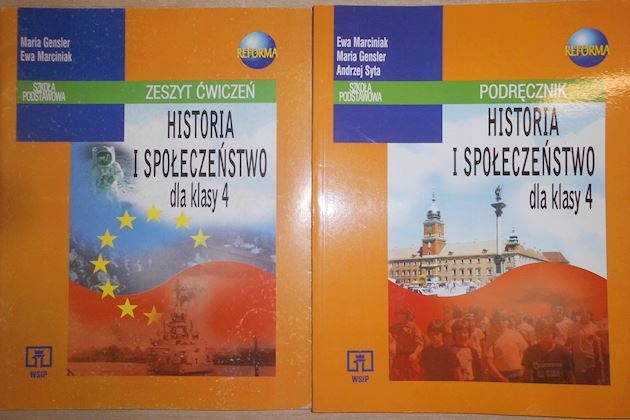 Maria Gensler
Ewa Marciniak
REFORMA
SZKOŁA
PODSTAWOWA
ZESZYT ĆWICZEŃ
HISTORIA
I SPOŁECZEŃSTWO
dla klasy 4
WSiP
Ewa Marciniak
Maria Gensler
Andrzej Syta
REFORMA
SZKOŁA
PODSTAWOWA
PODRĘCZNIK
HISTORIA
I SPOŁECZEŃSTWO
dla klasy 4
WSiP